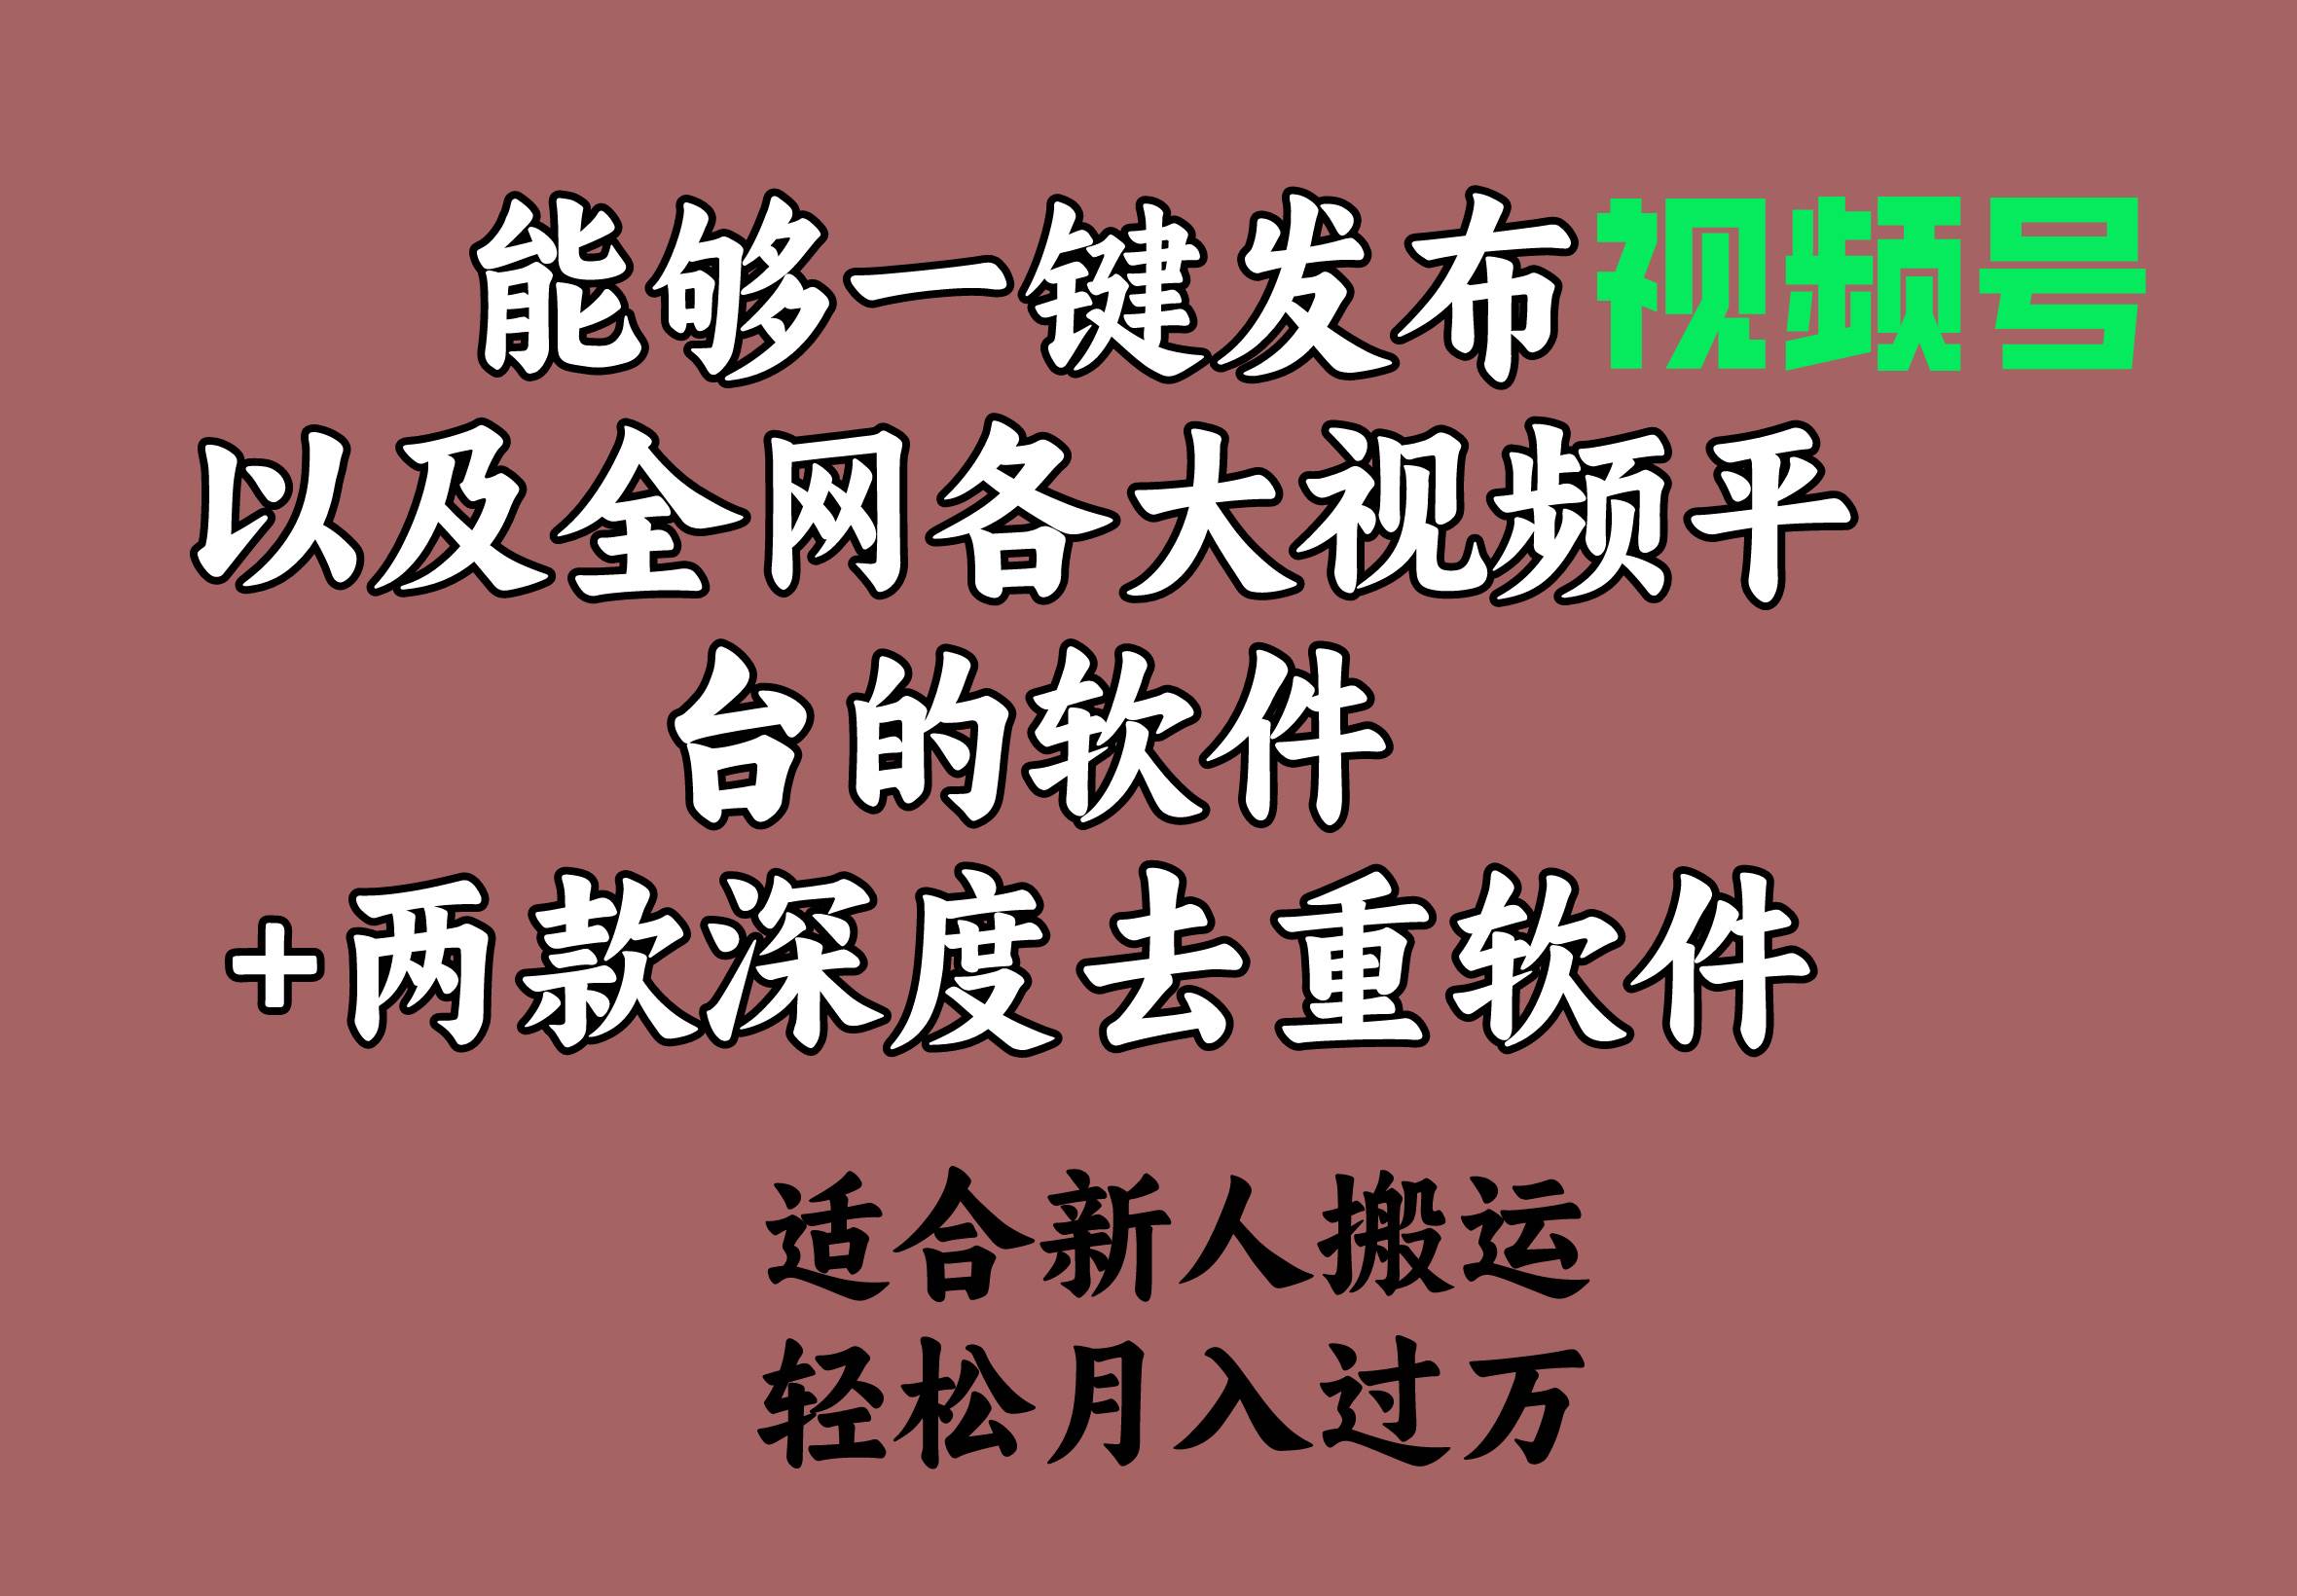 能够一键发布视频号
以及全网各大视频平
台的软件
+两款深度去重软件
适合新人搬运
轻松月入过万